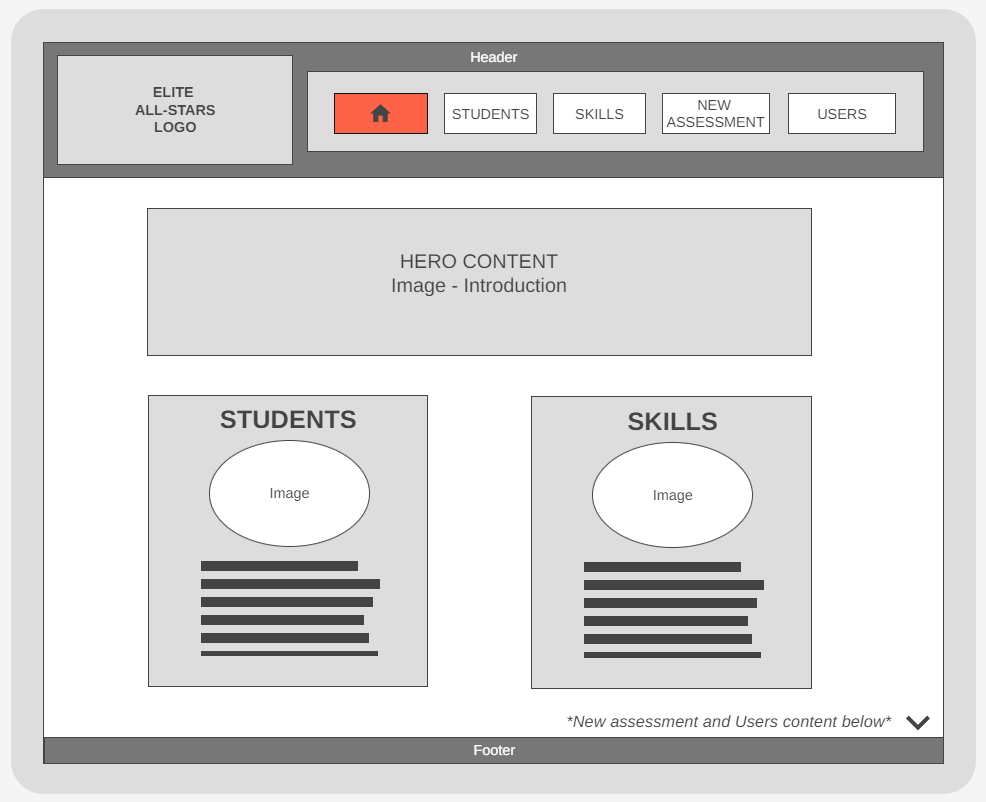 Header
ELITE
ALL-STARS
LOGO
STUDENTS
SKILLS
NEW
ASSESSMENT
USERS
HERO CONTENT
Image - Introduction
STUDENTS
Image
SKILLS
Image
*New assessment and Users content below*
Footer